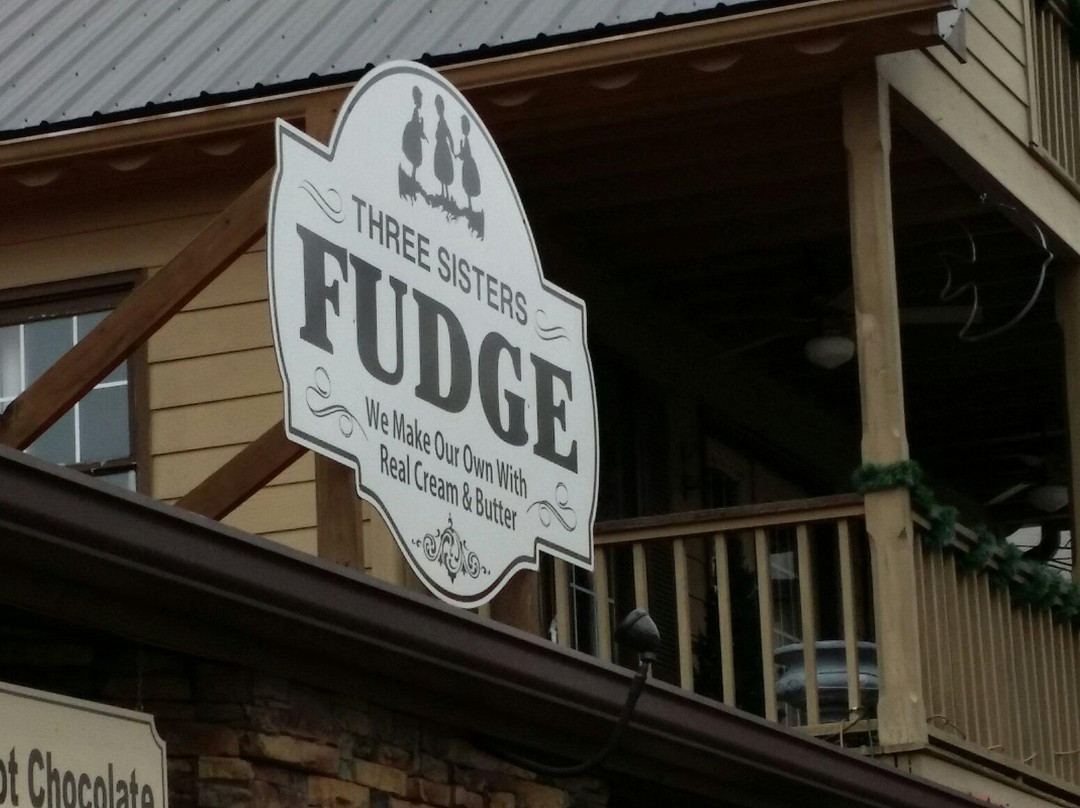 THREE SISTERS
FUDGE
We Make Our Own With
Real Cream & Butter
ot Chocolate